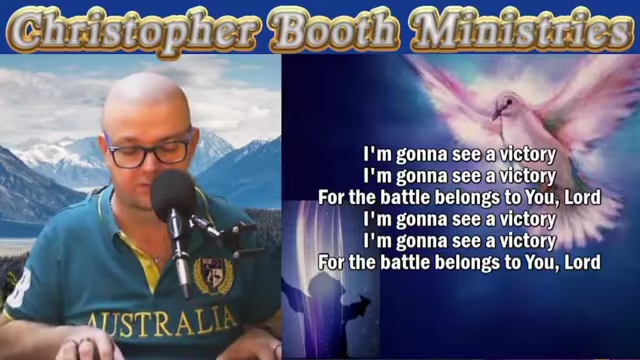 Christopher Booth Ministries
I'm gonna see a victory
I'm gonna see a victory
For the battle belongs to You, Lord
I'm gonna see a victory
I'm gonna see a victory
For the battle belongs to You, Lord
AUSTRALIA